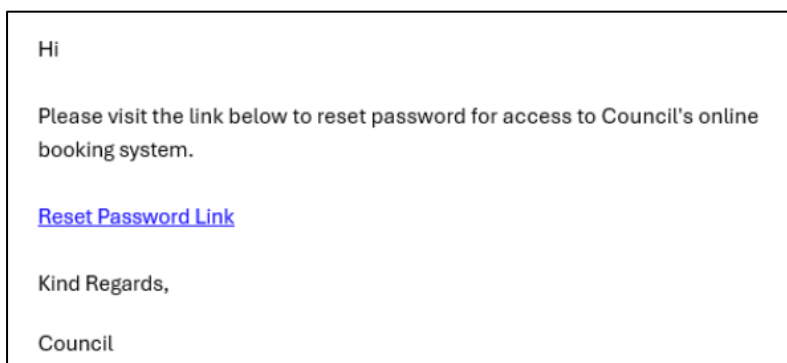 Hi
Please visit the link below to reset password for access to Council's online
booking system.
Reset Password Link
Kind Regards,
Council